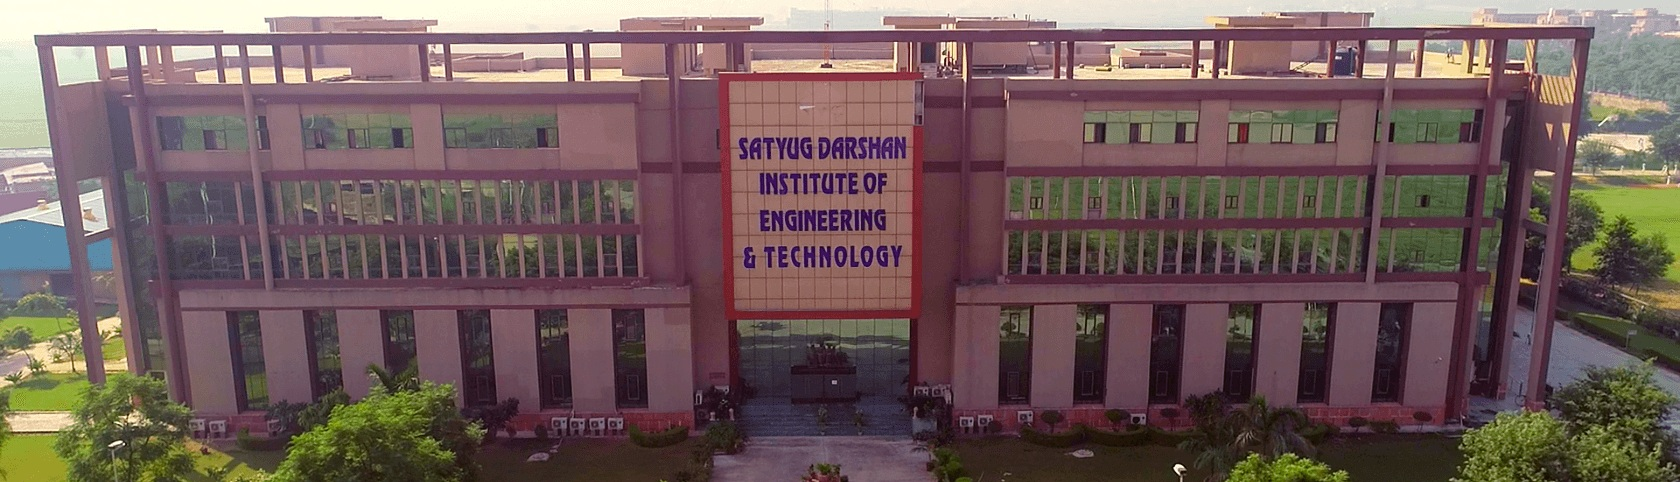 SATYUG DARSHAN
INSTITUTE OF
ENGINEERING
& TECHNOLOGY